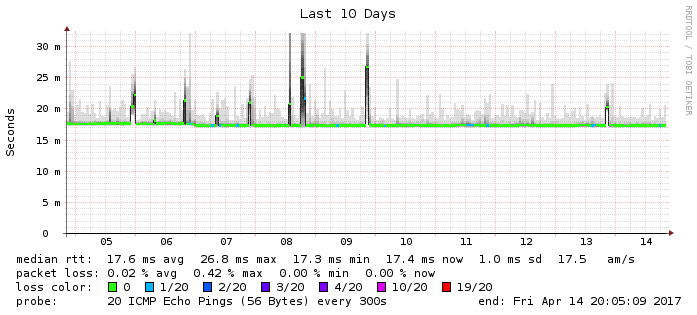 Last 10 Days
RRDTOOL / TOBI OETIKER
Seconds
30 m
25 m
20 m
15 m
10 m
5 m
0
05 06 07 08 09 10 11 12 13 14
median rtt: 17.6 ms avg 26.8 ms max 17.3 ms min 17.4 ms now 1.0 ms sd 17.5 am/s
packet loss: 0.02 % avg 0.42 % max 0.00 % min 0.00 % now
loss color: 0 1/20 2/20 3/20 4/20 10/20 19/20
probe: 20 ICMP Echo Pings (56 Bytes) every 300s end: Fri Apr 14 20:05:09 2017